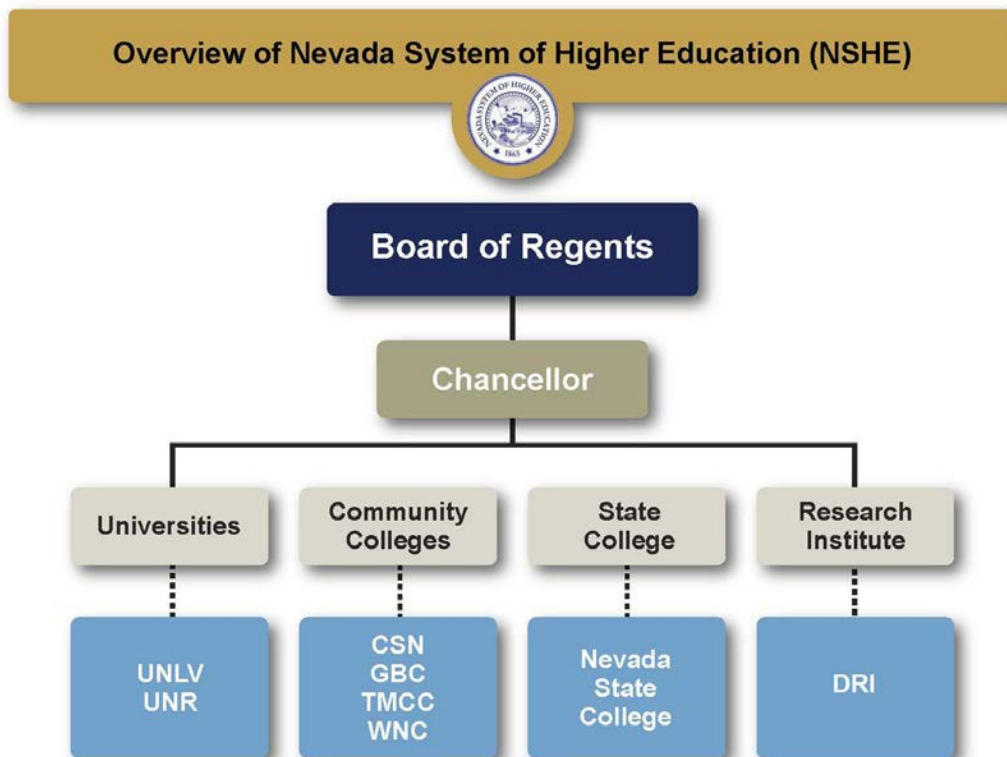 Overview of Nevada System of Higher Education (NSHE)
NEVADA SYSTEM OF HIGHER EDUCATION
★ 1863 ★
Board of Regents
Chancellor
Universities
Community
Colleges
State
College
Research
Institute
UNLV
UNR
CSN
GBC
TMCC
WNC
Nevada
State
College
DRI